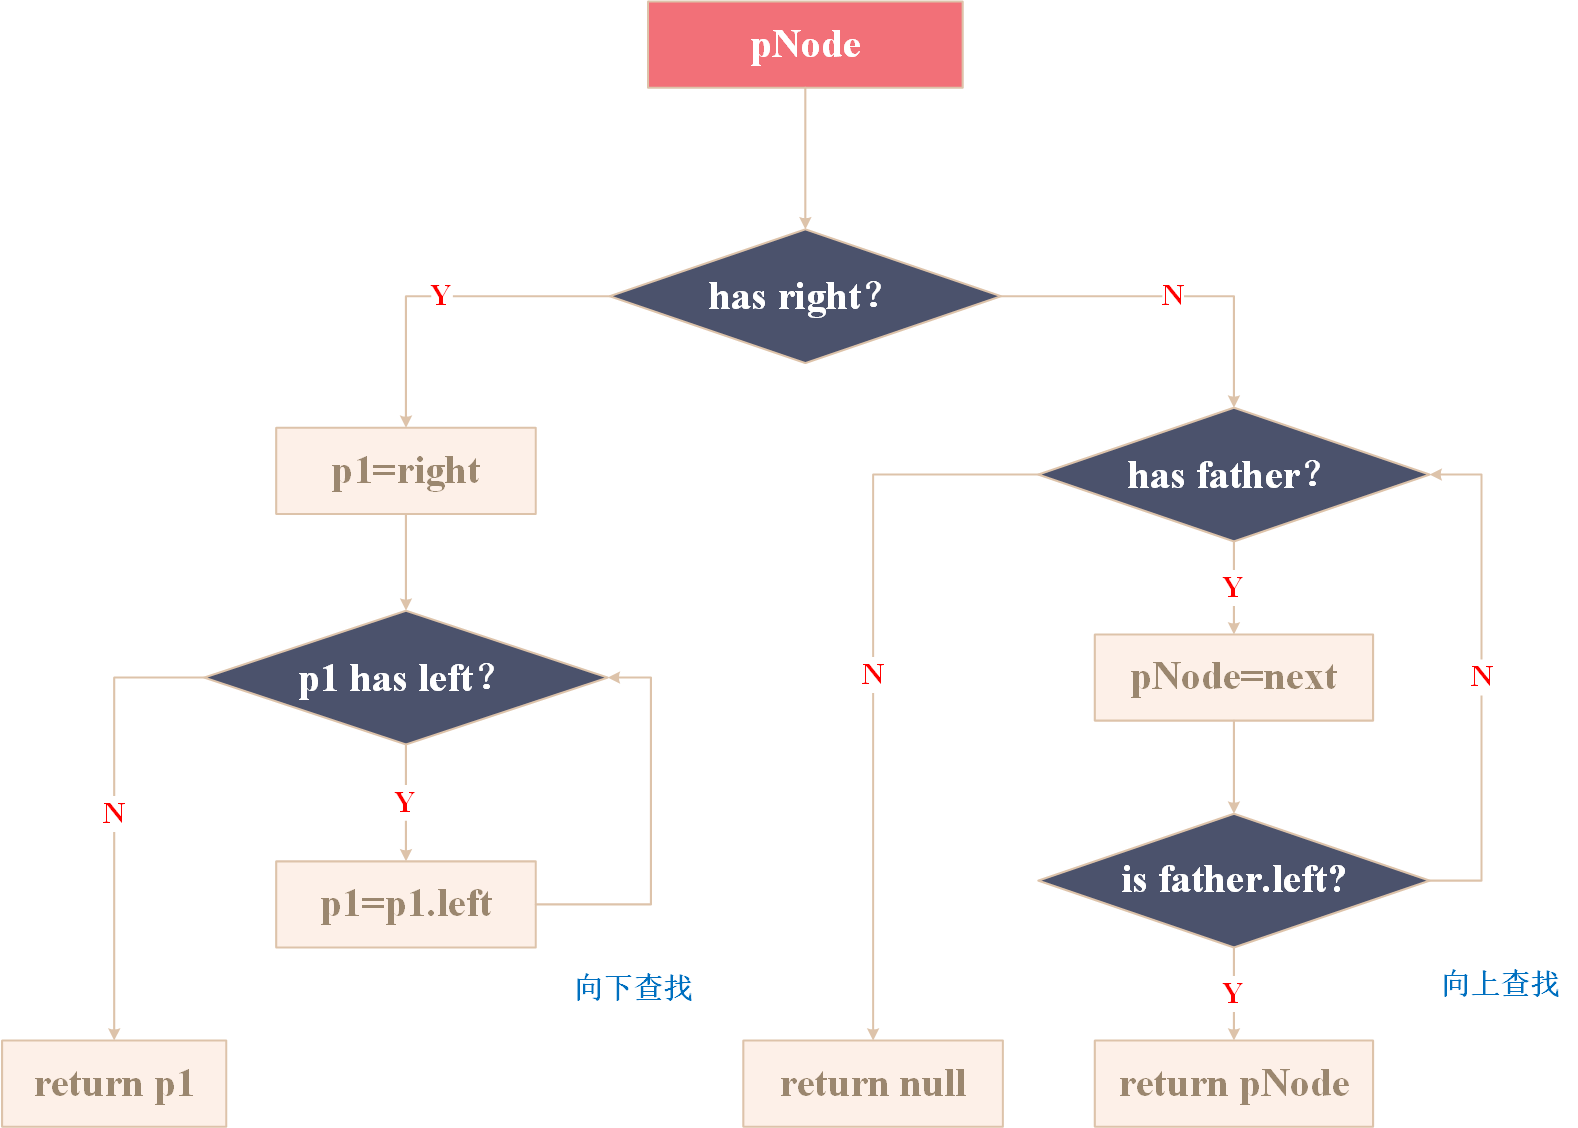 pNode
has right？
Y
N
p1=right
has father？
Y
p1 has left？
N
pNode=next
N
Y
N
p1=p1.left
is father.left?
向下查找
Y
向上查找
return p1
return null
return pNode